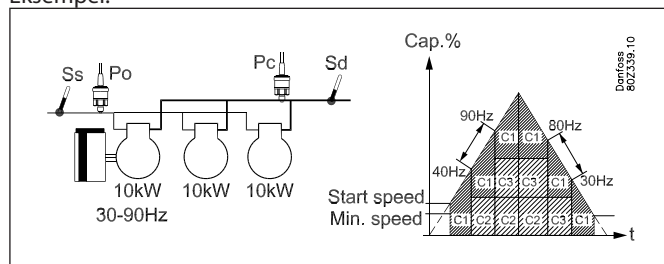 Eksempel:
Ss
Po
Pc
Sd
10kW
10kW
10kW
30-90Hz
Cap.%
Danfoss
80Z339.10
90Hz
C1
C1
80Hz
40Hz
C1
C3
C3
C1
30Hz
Start speed
Min. speed
C1
C2
C2
C2
C3
C1
t